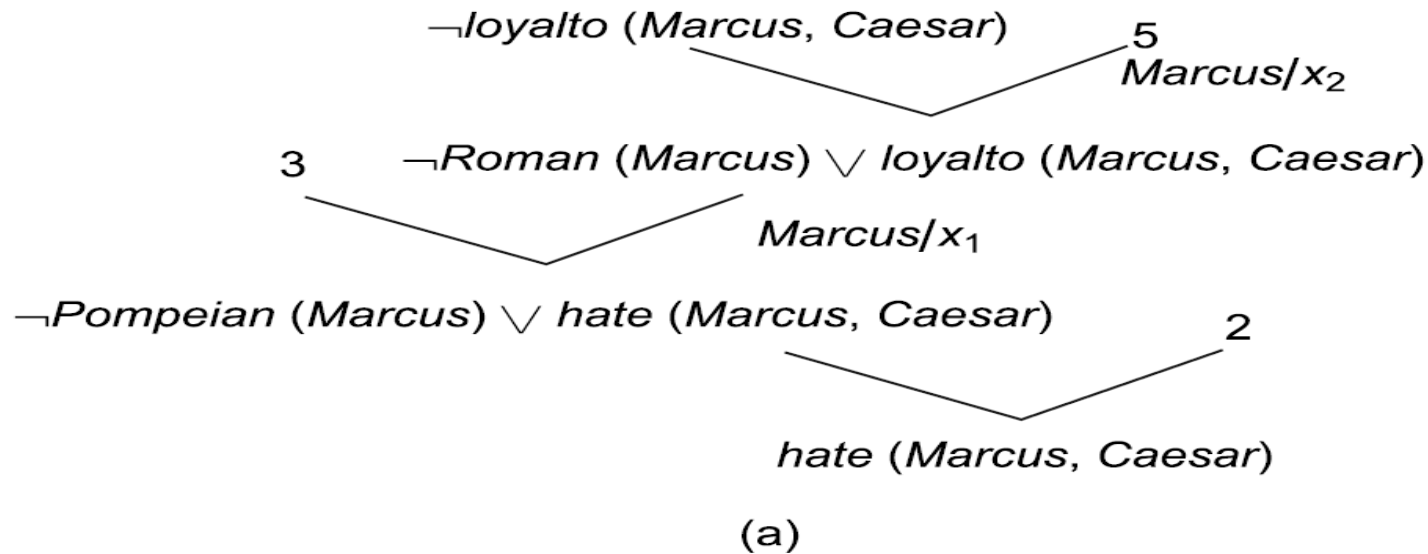 ¬loyalto (Marcus, Caesar) 5
Marcus/x₂
3 ¬Roman (Marcus) ∨ loyalto (Marcus, Caesar)
Marcus/x₁
¬Pompeian (Marcus) ∨ hate (Marcus, Caesar) 2
hate (Marcus, Caesar)
(a)